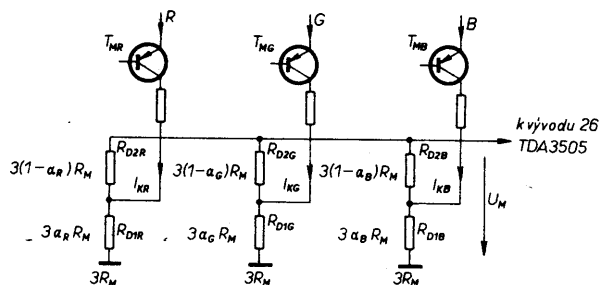 R G B
T_MR T_MG T_MB
k vývodu 26
TDA3505
R_D2R R_D2G R_D2B
3(1-α_R)R_M I_KR 3(1-α_G)R_M I_KG 3(1-α_B)R_M I_KB
U_M
3α_R R_M R_D1R 3α_G R_M R_D1G 3α_B R_M R_D1B
3R_M 3R_M 3R_M